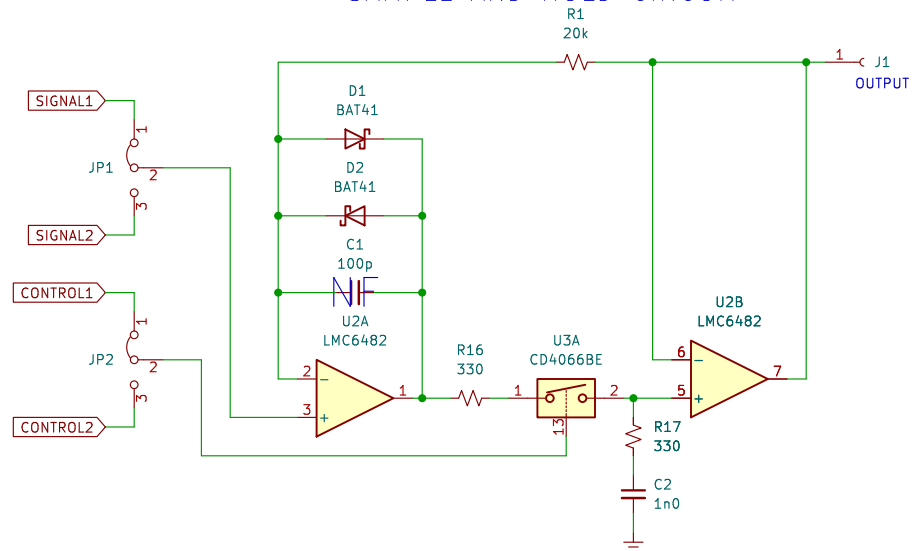 R1
20k
1
J1
OUTPUT
D1
BAT41
SIGNAL1
1
JP1
2
D2
BAT41
3
SIGNAL2
C1
100p
NF
CONTROL1
1
JP2
2
3
CONTROL2
U2A
LMC6482
2
-
3
+
1
R16
330
U3A
CD4066BE
1
2
13
U2B
LMC6482
6
-
5
+
7
R17
330
C2
1n0